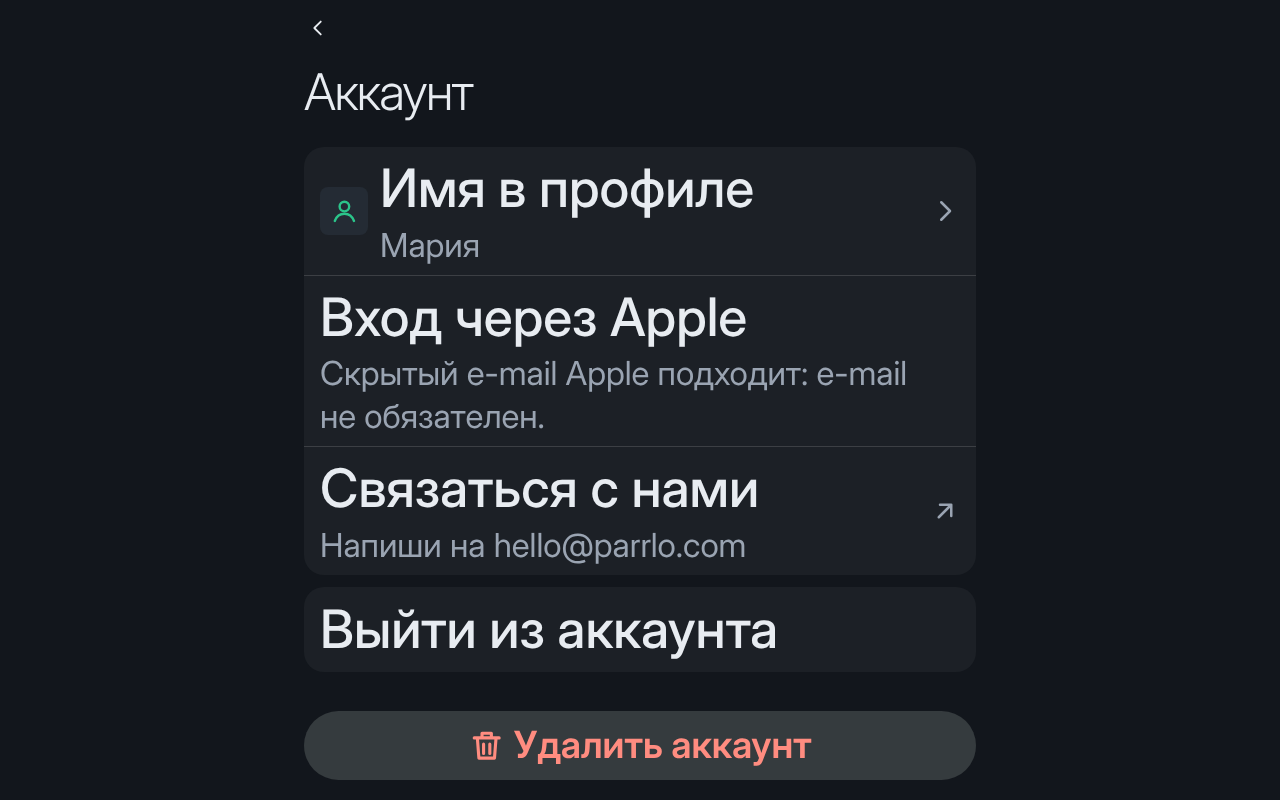 Аккаунт
Имя в профиле
Мария
Вход через Apple
Скрытый e-mail Apple подходит: e-mail
не обязателен.
Связаться с нами
Напиши на hello@parrlo.com
Выйти из аккаунта
Удалить аккаунт